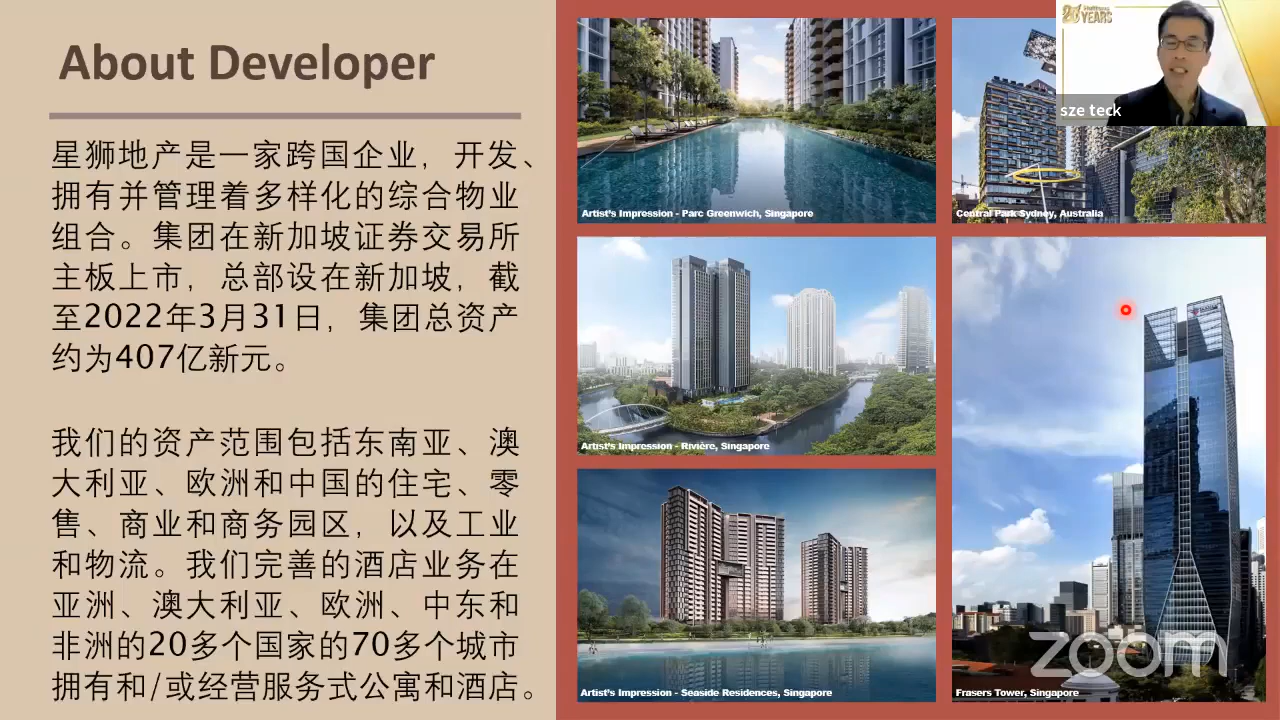 About Developer
星狮地产是一家跨国企业，开发、
拥有并管理着多样化的综合物业
组合。集团在新加坡证券交易所
主板上市，总部设在新加坡，截
至2022年3月31日，集团总资产
约为407亿新元。
我们的资产范围包括东南亚、澳
大利亚、欧洲和中国的住宅、零
售、商业和商务园区，以及工业
和物流。我们完善的酒店业务在
亚洲、澳大利亚、欧洲、中东和
非洲的20多个国家的70多个城市
拥有和/或经营服务式公寓和酒店。
Artist's Impression - Parc Greenwich, Singapore
Central Park Sydney, Australia
YEARS
sze teck
Artist's Impression - Rivière, Singapore
Artist's Impression - Seaside Residences, Singapore
Frasers Tower, Singapore
zoom